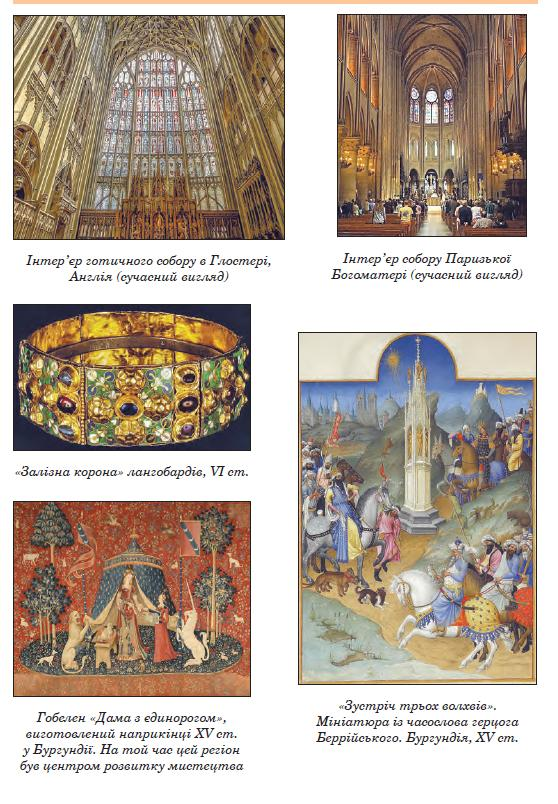 Інтер’єр готичного собору в Глостері,
Англія (сучасний вигляд)
Інтер’єр собору Паризької
Богоматері (сучасний вигляд)
«Залізна корона» лангобардів, VI ст.
Гобелен «Дама з єдинорогом»,
виготовлений наприкінці XV ст.
у Бургундії. На той час цей регіон
був центром розвитку мистецтва
«Зустріч трьох волхвів».
Мініатюра із часослова герцога
Беррійського. Бургундія, XV ст.